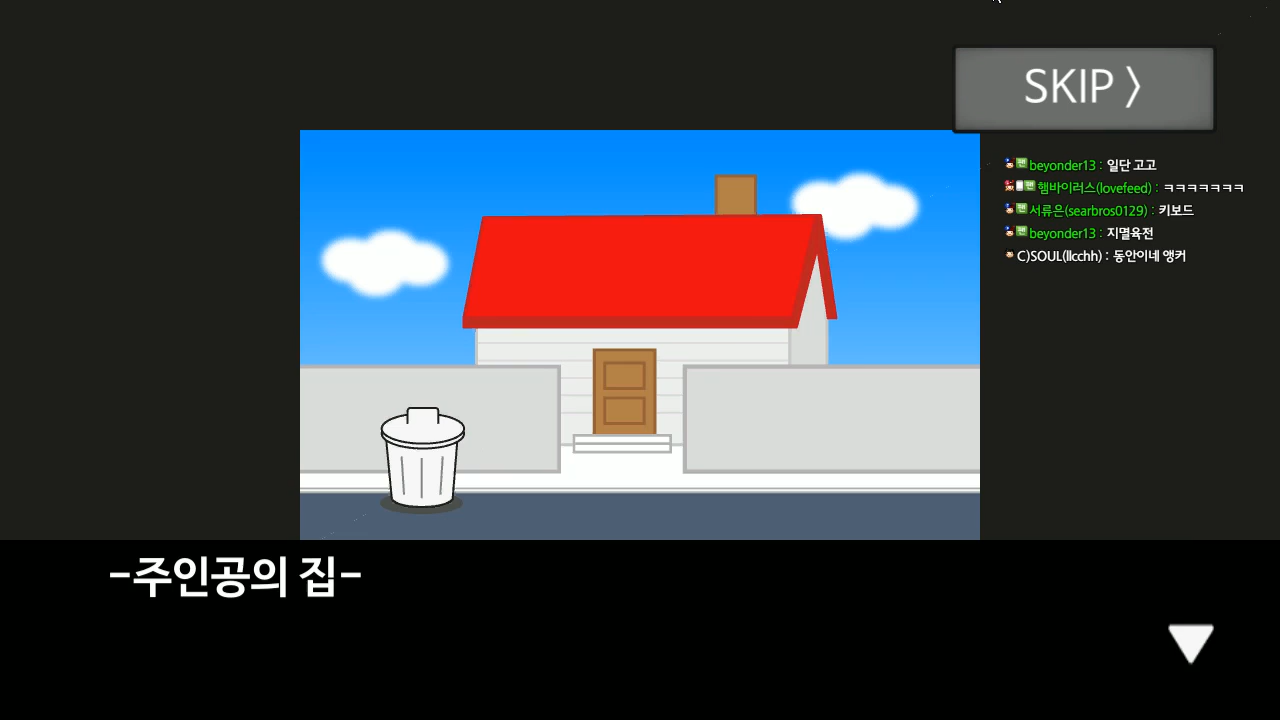 SKIP 〉
beyonder13 : 일단 고고
헴바이러스(lovefeed) : ㅋㅋㅋㅋㅋㅋㅋ
서류은(searbros0129) : 키보드
beyonder13 : 지멸육전
C)SOUL(llcchh) : 동안이네 앵커
-주인공의 집-